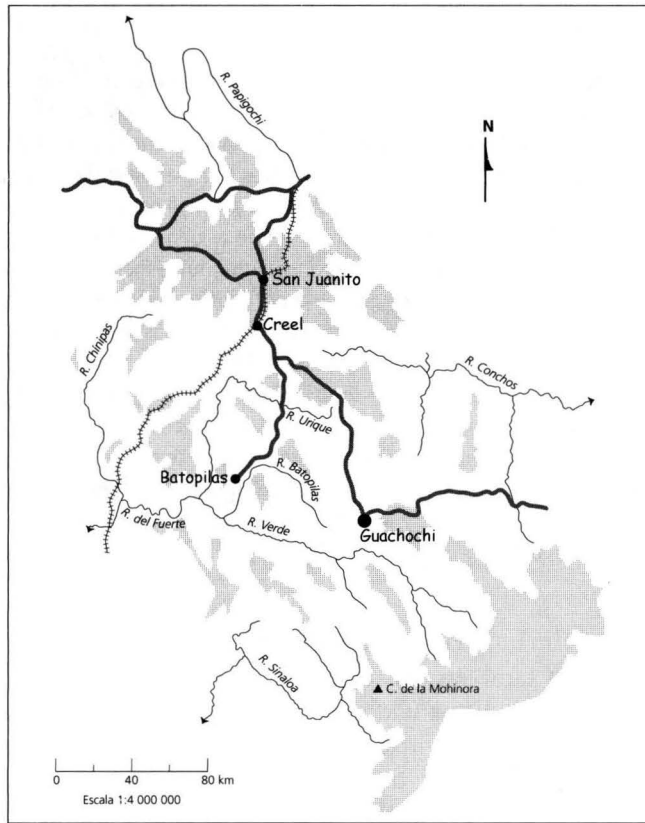 R. Papigochi
N
San Juanito
Creel
R. Chinipas
R. Conchos
R. Urique
R. Batopilas
Batopilas
R. del Fuerte
R. Verde
Guachochi
R. Sinaloa
C. de la Mohinora
0 40 80 km
Escala 1:4 000 000